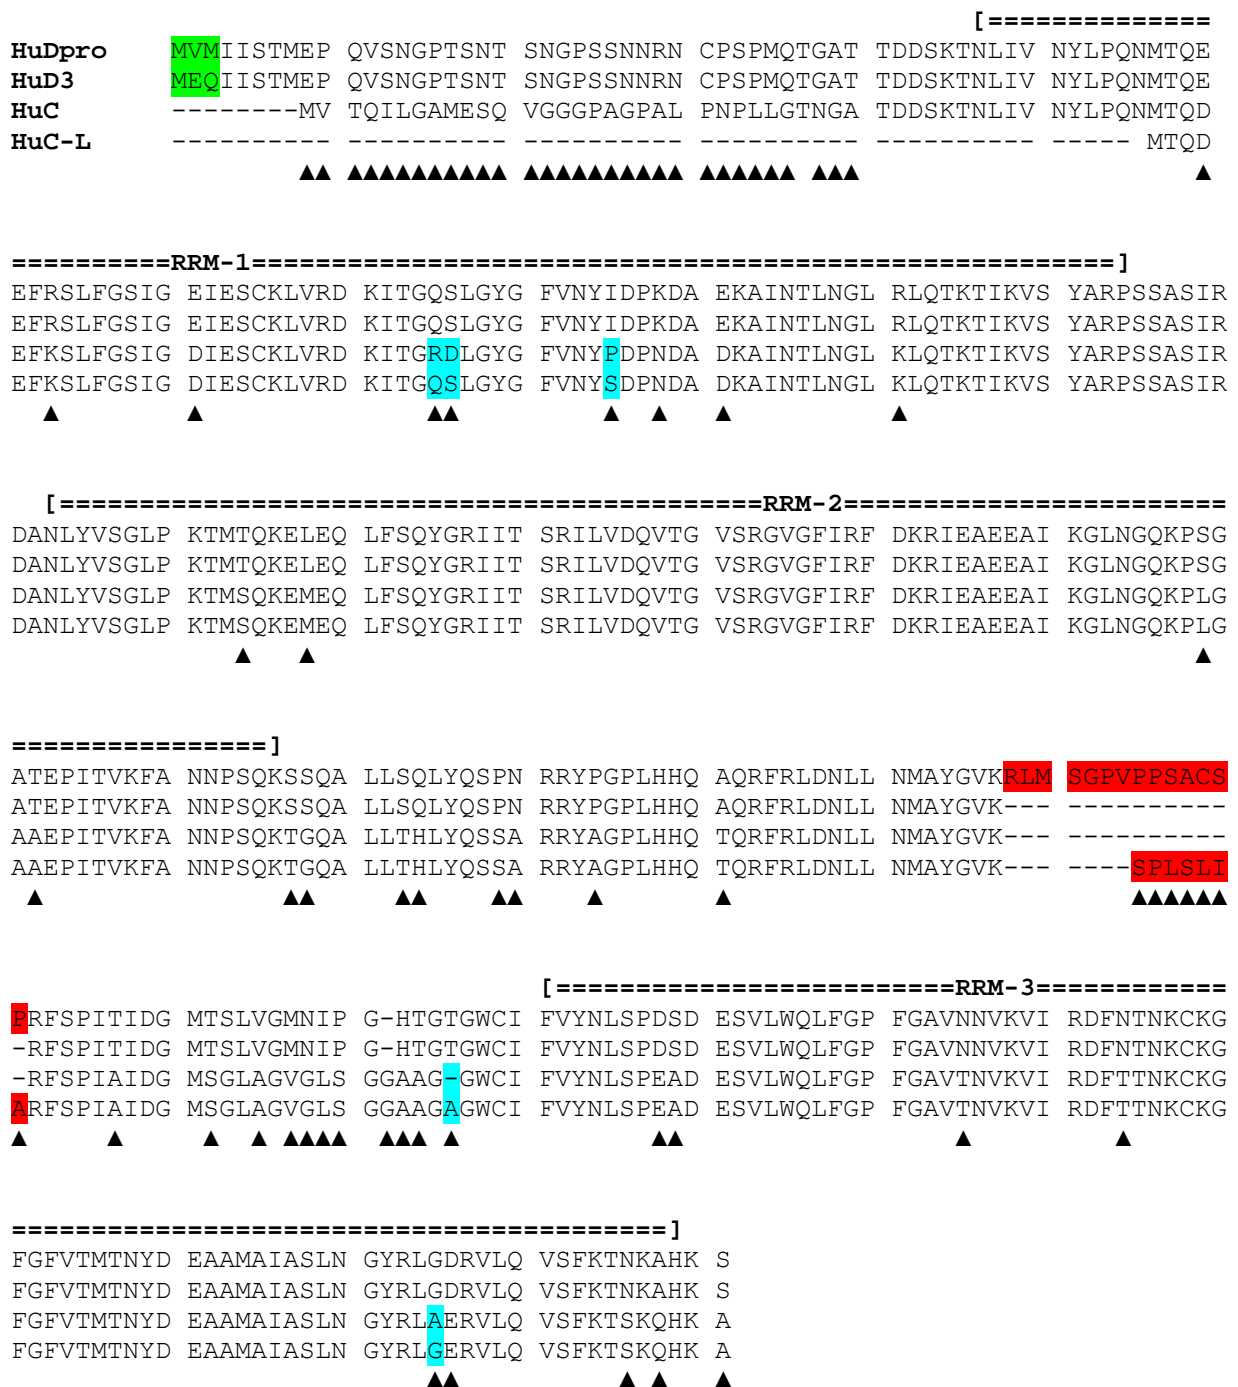 [==============
HuDpro MVMIISTMEP QVSNGPTSNT SNGPSSNNRN CPSPMQTGAT TDDSKTNLIV NYLPQNMTQE
HuD3 MEQIISTMEP QVSNGPTSNT SNGPSSNNRN CPSPMQTGAT TDDSKTNLIV NYLPQNMTQE
HuC --------MV TQILGAMESQ VGGGPAGPAL PNPLLGTNGA TDDSKTNLIV NYLPQNMTQD
HuC-L ---------- ---------- ---------- ---------- ---------- ----- MTQD
▲▲ ▲▲▲▲▲▲▲▲▲▲ ▲▲▲▲▲▲▲▲▲▲ ▲▲▲▲▲▲ ▲▲▲ ▲
==========RRM-1======================================================]
EFRSLFGSIG EIESCKLVRD KITGQSLGYG FVNYIDPKDA EKAINTLNGL RLQTKTIKVS YARPSSASIR
EFRSLFGSIG EIESCKLVRD KITGQSLGYG FVNYIDPKDA EKAINTLNGL RLQTKTIKVS YARPSSASIR
EFKSLFGSIG DIESCKLVRD KITGRDLGYG FVNYPDPNDA DKAINTLNGL KLQTKTIKVS YARPSSASIR
EFKSLFGSIG DIESCKLVRD KITGQSLGYG FVNYSDPNDA DKAINTLNGL KLQTKTIKVS YARPSSASIR
▲ ▲ ▲▲ ▲ ▲ ▲ ▲
[============================================RRM-2========================
DANLYVSGLP KTMTQKELEQ LFSQYGRIIT SRILVDQVTG VSRGVGFIRF DKRIEAEEAI KGLNGQKPSG
DANLYVSGLP KTMTQKELEQ LFSQYGRIIT SRILVDQVTG VSRGVGFIRF DKRIEAEEAI KGLNGQKPSG
DANLYVSGLP KTMSQKEMEQ LFSQYGRIIT SRILVDQVTG VSRGVGFIRF DKRIEAEEAI KGLNGQKPLG
DANLYVSGLP KTMSQKEMEQ LFSQYGRIIT SRILVDQVTG VSRGVGFIRF DKRIEAEEAI KGLNGQKPLG
▲ ▲ ▲
================]
ATEPITVKFA NNPSQKSSQA LLSQLYQSPN RRYPGPLHHQ AQRFRLDNLL NMAYGVKRLM SGPVPPSACS
ATEPITVKFA NNPSQKSSQA LLSQLYQSPN RRYPGPLHHQ AQRFRLDNLL NMAYGVK--- ----------
AAEPITVKFA NNPSQKTGQA LLTHLYQSSA RRYAGPLHHQ TQRFRLDNLL NMAYGVK--- ----------
AAEPITVKFA NNPSQKTGQA LLTHLYQSSA RRYAGPLHHQ TQRFRLDNLL NMAYGVK--- ----SPLSLI
▲ ▲▲ ▲▲ ▲▲ ▲ ▲ ▲▲▲▲▲▲
[=========================RRM-3============
PRFSPITIDG MTSLVGMNIP G-HTGTGWCI FVYNLSPDSD ESVLWQLFGP FGAVNNVKVI RDFNTNKCKG
-RFSPITIDG MTSLVGMNIP G-HTGTGWCI FVYNLSPDSD ESVLWQLFGP FGAVNNVKVI RDFNTNKCKG
-RFSPIAIDG MSGLAGVGLS GGAAG-GWCI FVYNLSPEAD ESVLWQLFGP FGAVTNVKVI RDFTTNKCKG
ARFSPIAIDG MSGLAGVGLS GGAAGAGWCI FVYNLSPEAD ESVLWQLFGP FGAVTNVKVI RDFTTNKCKG
▲ ▲ ▲ ▲ ▲▲▲▲ ▲▲▲ ▲ ▲▲ ▲ ▲
=========================================]
FGFVTMTNYD EAAMAIASLN GYRLGDRVLQ VSFKTNKAHK S
FGFVTMTNYD EAAMAIASLN GYRLGDRVLQ VSFKTNKAHK S
FGFVTMTNYD EAAMAIASLN GYRLAERVLQ VSFKTSKQHK A
FGFVTMTNYD EAAMAIASLN GYRLGERVLQ VSFKTSKQHK A
▲▲ ▲ ▲ ▲